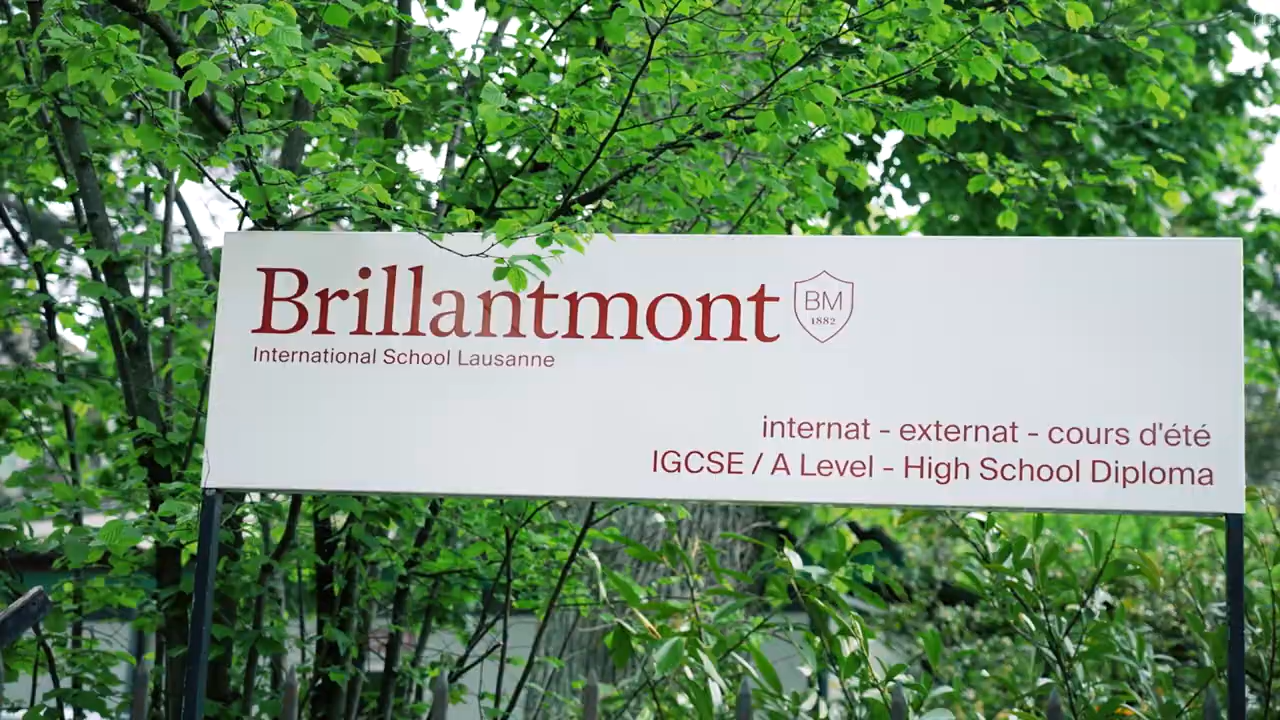 Brillantmont
BM
1882
International School Lausanne
internat - externat - cours d'été
IGCSE / A Level - High School Diploma